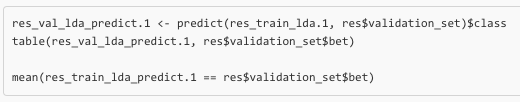 res_val_lda_predict.1 <- predict(res_train_lda.1, res$validation_set)$class
table(res_val_lda_predict.1, res$validation_set$bet)
mean(res_train_lda_predict.1 == res$validation_set$bet)